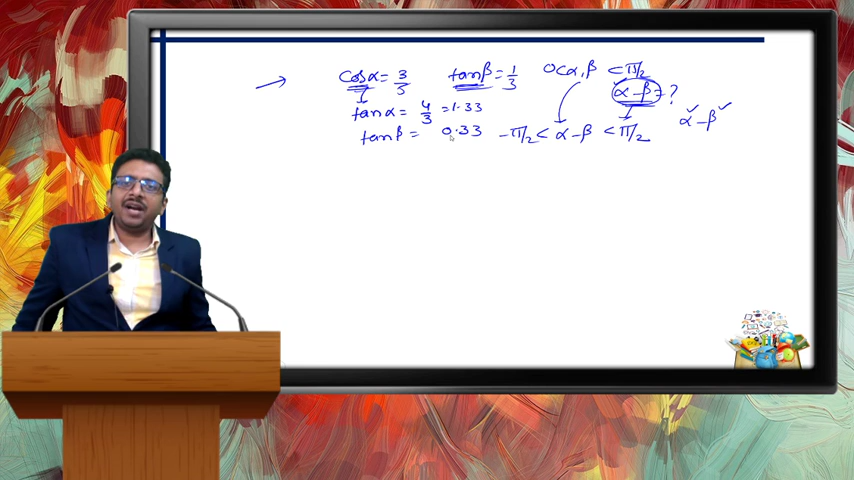 → cosα = 3/5 tanβ = 1/3 0<α,β <π/2
tanα = 4/3 = 1.33 α-β = ?
tanβ = 0.33 -π/2 < α-β < π/2 α-β